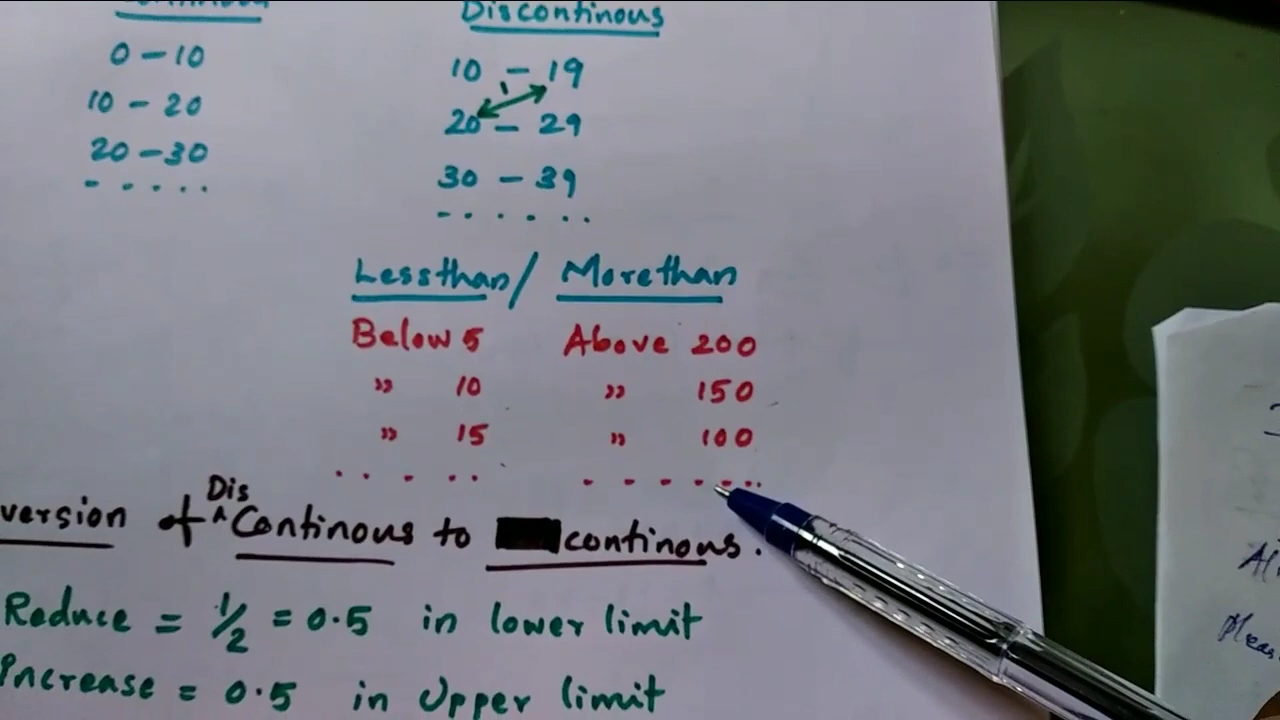 Discontinous
0 - 10
10 - 20
20 - 30
- . . . .
10 - 19
20 - 29
30 - 39
- . . . . .
Lessthan / Morethan
Below 5 Above 200
” 10 ” 150
” 15 ” 100
. . . . . - . . . . .
version of Discontinous to continous.
Reduce = 1/2 = 0.5 in lower limit
Increase = 0.5 in Upper limit